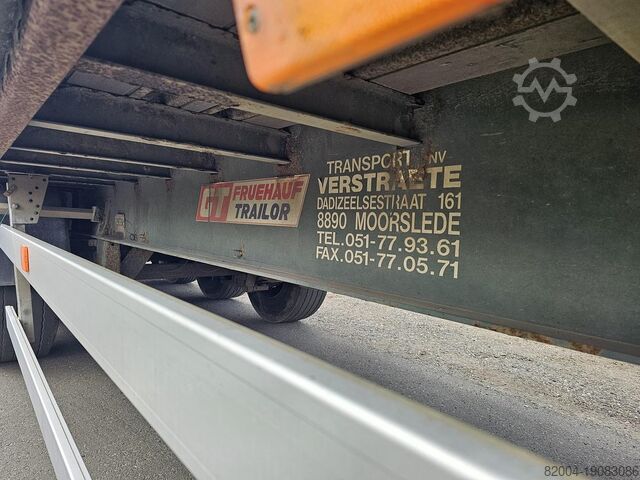 GT FRUEHAUF
TRAILOR
TRANSPORT NV
VERSTRAETE
DADIZEELSESTRAAT 161
8890 MOORSLEDE
TEL.051-77.93.61
FAX.051-77.05.71
82004-19083086